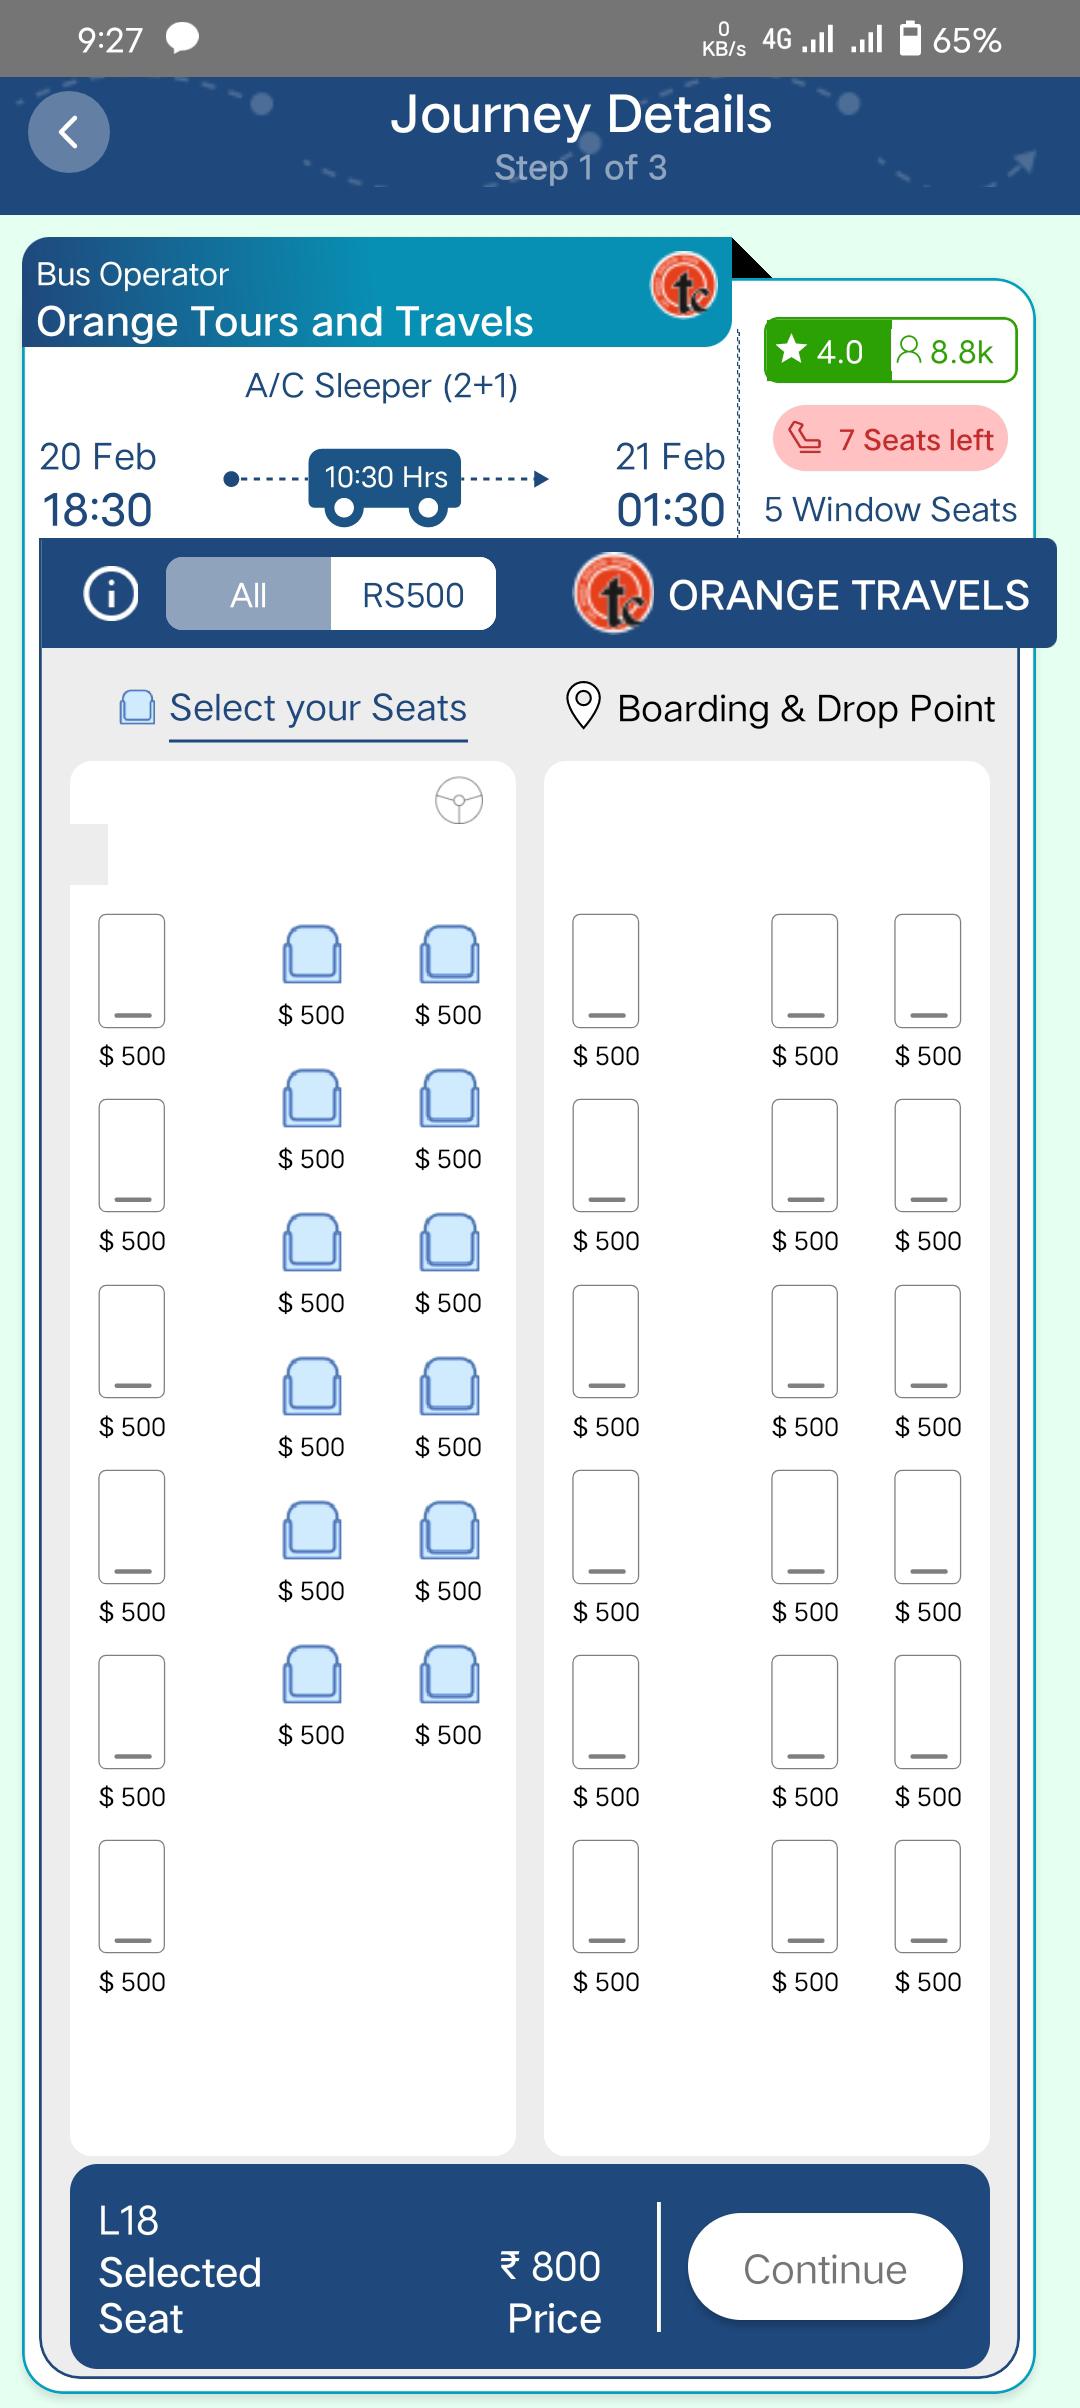 9:27
0 KB/s 4G 65%
Journey Details
Step 1 of 3
Bus Operator
Orange Tours and Travels
tc
4.0 8.8k
A/C Sleeper (2+1)
7 Seats left
20 Feb 10:30 Hrs 21 Feb
18:30 01:30
5 Window Seats
All RS500 tc ORANGE TRAVELS
Select your Seats Boarding & Drop Point
$ 500 $ 500
$ 500 $ 500 $ 500 $ 500
$ 500 $ 500
$ 500 $ 500 $ 500 $ 500
$ 500 $ 500
$ 500 $ 500 $ 500 $ 500
$ 500 $ 500
$ 500 $ 500
$ 500 $ 500 $ 500 $ 500
$ 500 $ 500
$ 500 $ 500 $ 500 $ 500
$ 500 $ 500 $ 500 $ 500
L18
Selected
Seat
₹ 800
Price
Continue